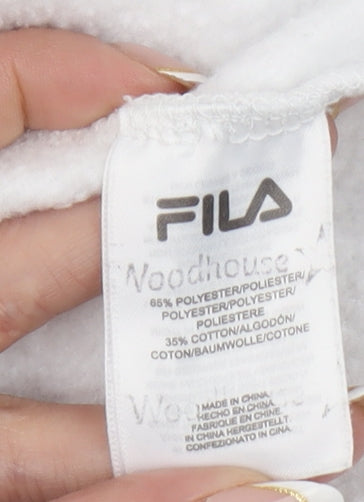 FILA
Woodhouse
65% POLYESTER/POLIESTER/
POLYESTER/POLYESTER/
POLIESTERE
35% COTTON/ALGODÓN/
COTON/BAUMWOLLE/COTONE
MADE IN CHINA
HECHO EN CHINA
FABRIQUE EN CHINE
IN CHINA HERGESTELLT
CONFEZIONATO IN CINA